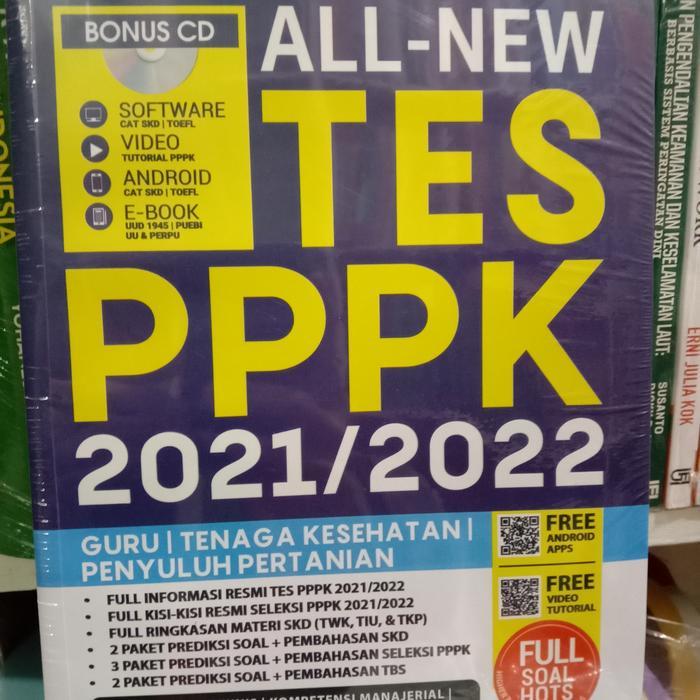 BONUS CD
SOFTWARE
CAT SKD | TOEFL
VIDEO
TUTORIAL PPPK
ANDROID
CAT SKD | TOEFL
E-BOOK
UUD 1945 | PUEBI
UU & PERPU
ALL-NEW
TES
PPPK
2021/2022
GURU | TENAGA KESEHATAN |
PENYULUH PERTANIAN
• FULL INFORMASI RESMI TES PPPK 2021/2022
• FULL KISI-KISI RESMI SELEKSI PPPK 2021/2022
• FULL RINGKASAN MATERI SKD (TWK, TIU, & TKP)
• 2 PAKET PREDIKSI SOAL + PEMBAHASAN SKD
• 3 PAKET PREDIKSI SOAL + PEMBAHASAN SELEKSI PPPK
• 2 PAKET PREDIKSI SOAL + PEMBAHASAN TBS
| KOMPETENSI MANAJERIAL |
FREE
ANDROID
APPS
FREE
VIDEO
TUTORIAL
FULL
SOAL
HOTS
PENGENDALIAN KEAMANAN DAN KESELAMATAN LAUT:
BERBASIS SISTEM PERINGATAN DINI
SUSANTO
ERNI JULIA KOK